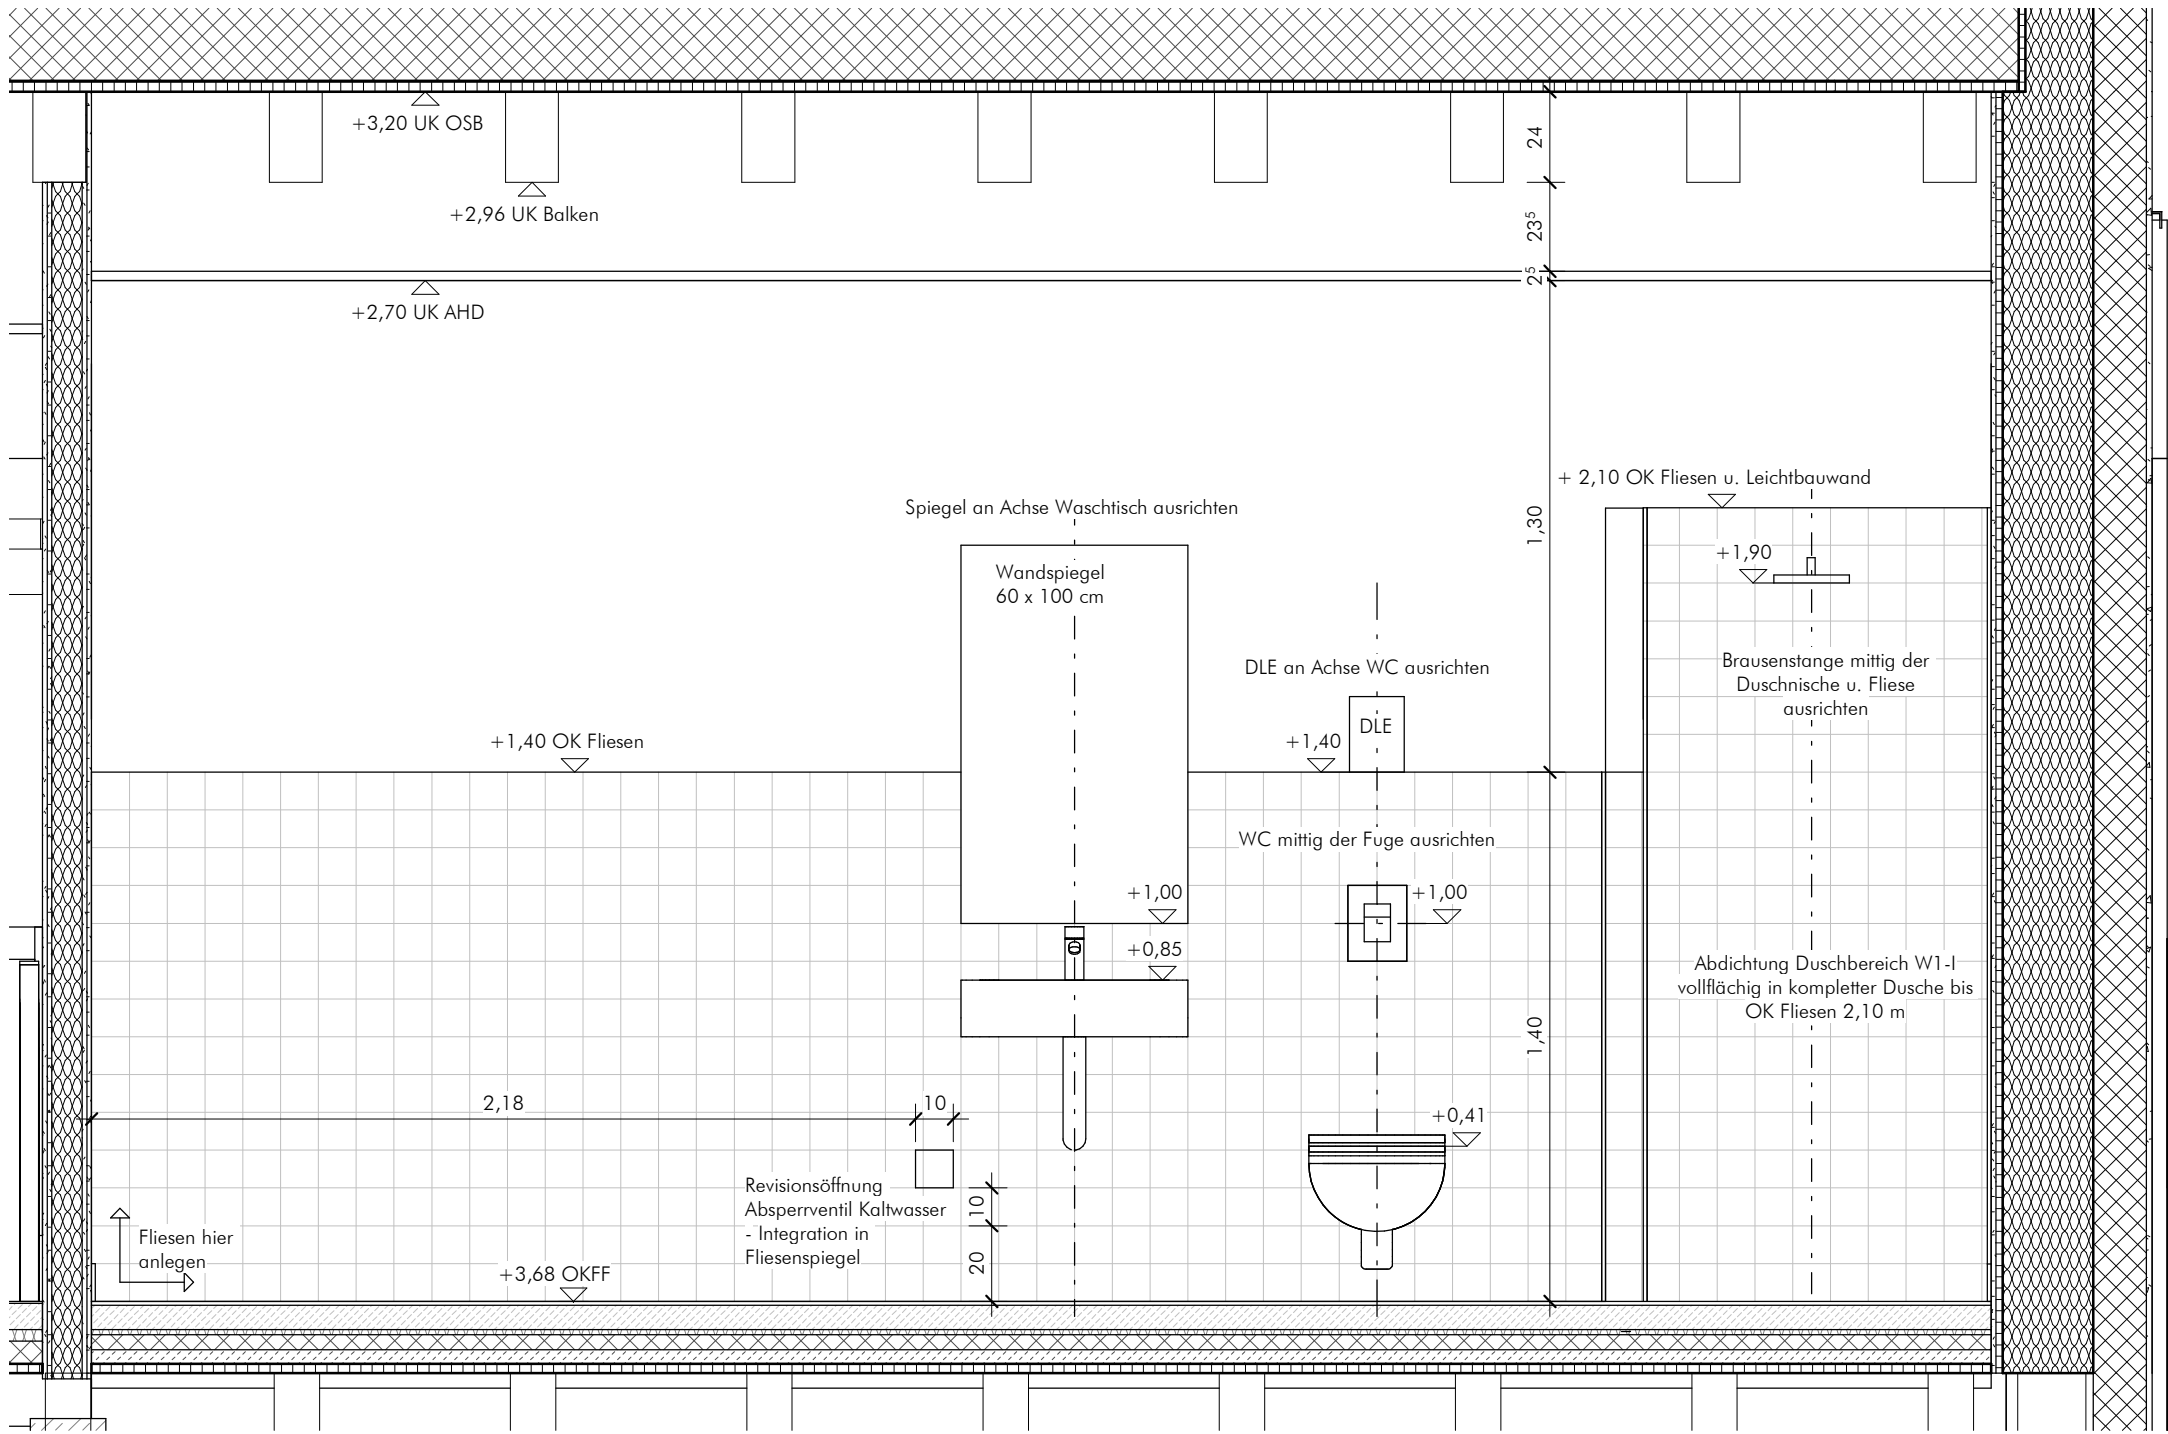 +3,20 UK OSB
24
+2,96 UK Balken
23⁵
2⁵
+2,70 UK AHD
+ 2,10 OK Fliesen u. Leichtbauwand
Spiegel an Achse Waschtisch ausrichten
1,30
+1,90
Wandspiegel
60 x 100 cm
DLE an Achse WC ausrichten
Brausenstange mittig der
Duschnische u. Fliese
ausrichten
DLE
+1,40 OK Fliesen
+1,40
WC mittig der Fuge ausrichten
+1,00
+1,00
+0,85
Abdichtung Duschbereich W1-I
vollflächig in kompletter Dusche bis
OK Fliesen 2,10 m
1,40
2,18
10
+0,41
Revisionsöffnung
Absperrventil Kaltwasser
- Integration in
Fliesenspiegel
10
20
Fliesen hier
anlegen
+3,68 OKFF